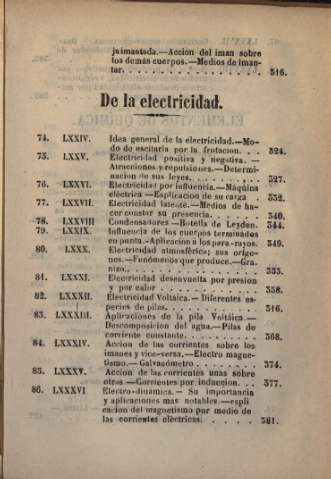 ja imastada.—Accion del iman sobre
los demas cuerpos.—Medios de iman-
tar. . . . . . . . . . . . . . . 316.
De la electricidad.
74. LXXIV. Idea general de la electricidad.—Mo-
do de escitarla por la frotacion. . . 324.
75. LXXV. Electricidad positiva y negativa.—
Atracciones y repulsiones.—Determi-
nacion de sus leyes. . . . . . . . 327.
76. LXXVI. Electricidad por influencia.—Máquina
eléctrica—Esplicacion de su carga . 332.
77. LXXVII. Electricidad latente.—Medios de ha-
cer constar su presencia. . . . . 340.
78. LXXVIII Condensadores—Botella de Leyden. 344.
79. LXXIX. Influencia de los cuerpos terminados
en punta.-Aplicacion á los para-rayos. 349.
80. LXXX. Electricidad atmosférica; sus oríge-
nes.—Fenómenos que produce.—Gra-
nizo. . . . . . . . . . . . . . 353.
81. LXXXI. Electricidad desenvuelta por presion
y por calor . . . . . . . . . . 358.
82. LXXXII. Electricidad Voltáica.—Diferentes es-
pecies de pilas. . . . . . . . . 316.
83. LXXXIII. Aplicaciones de la pila Voltáica.—
Descomposicion del agua.—Pilas de
corriente constante. . . . . . . 368.
84. LXXXIV. Accion de las corrientes sobre los
imanes y vice-versa.—Electro magne-
tismo.—Galvanómetro . . . . . . 374.
85. LXXXV. Accion de las corrientes unas sobre
otras—Corrientes por induccion. . . 377.
86. LXXXVI Electro-dinámica.—Su importancia
y aplicaciones mas notables.—espli
cacion del magnetismo por medio de
las corrientes eléctricas. . . . . . 381.